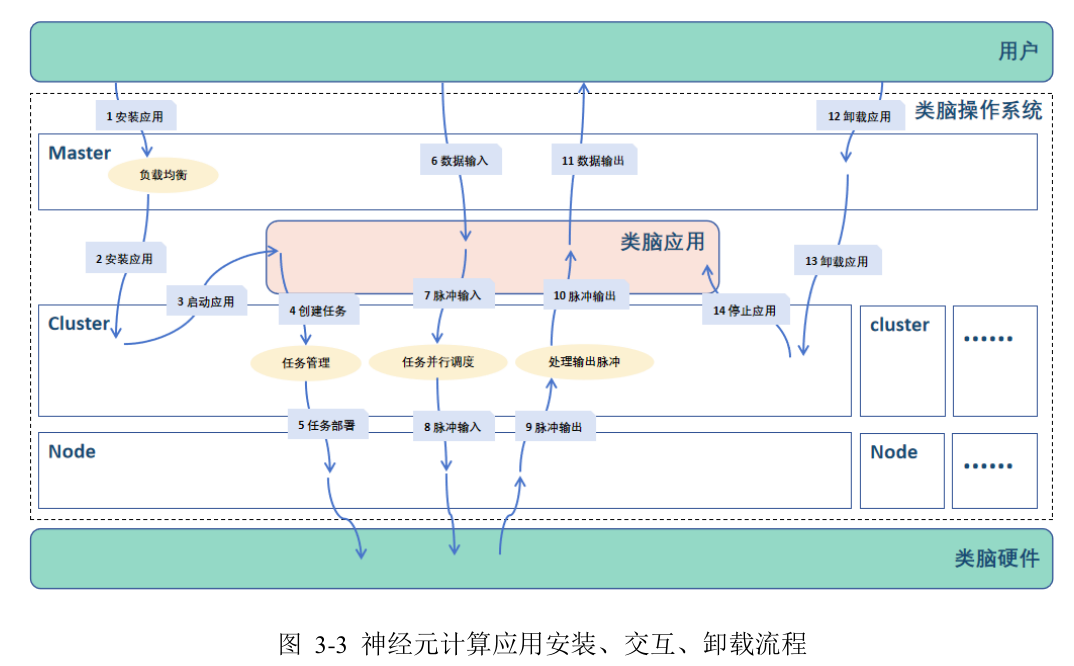 用户
类脑操作系统
1 安装应用
12 卸载应用
Master
负载均衡
6 数据输入
11 数据输出
2 安装应用
类脑应用
13 卸载应用
3 启动应用
4 创建任务
7 脉冲输入
10 脉冲输出
14 停止应用
Cluster
cluster
······
任务管理
任务并行调度
处理输出脉冲
5 任务部署
8 脉冲输入
9 脉冲输出
Node
Node
······
类脑硬件
图 3-3 神经元计算应用安装、交互、卸载流程